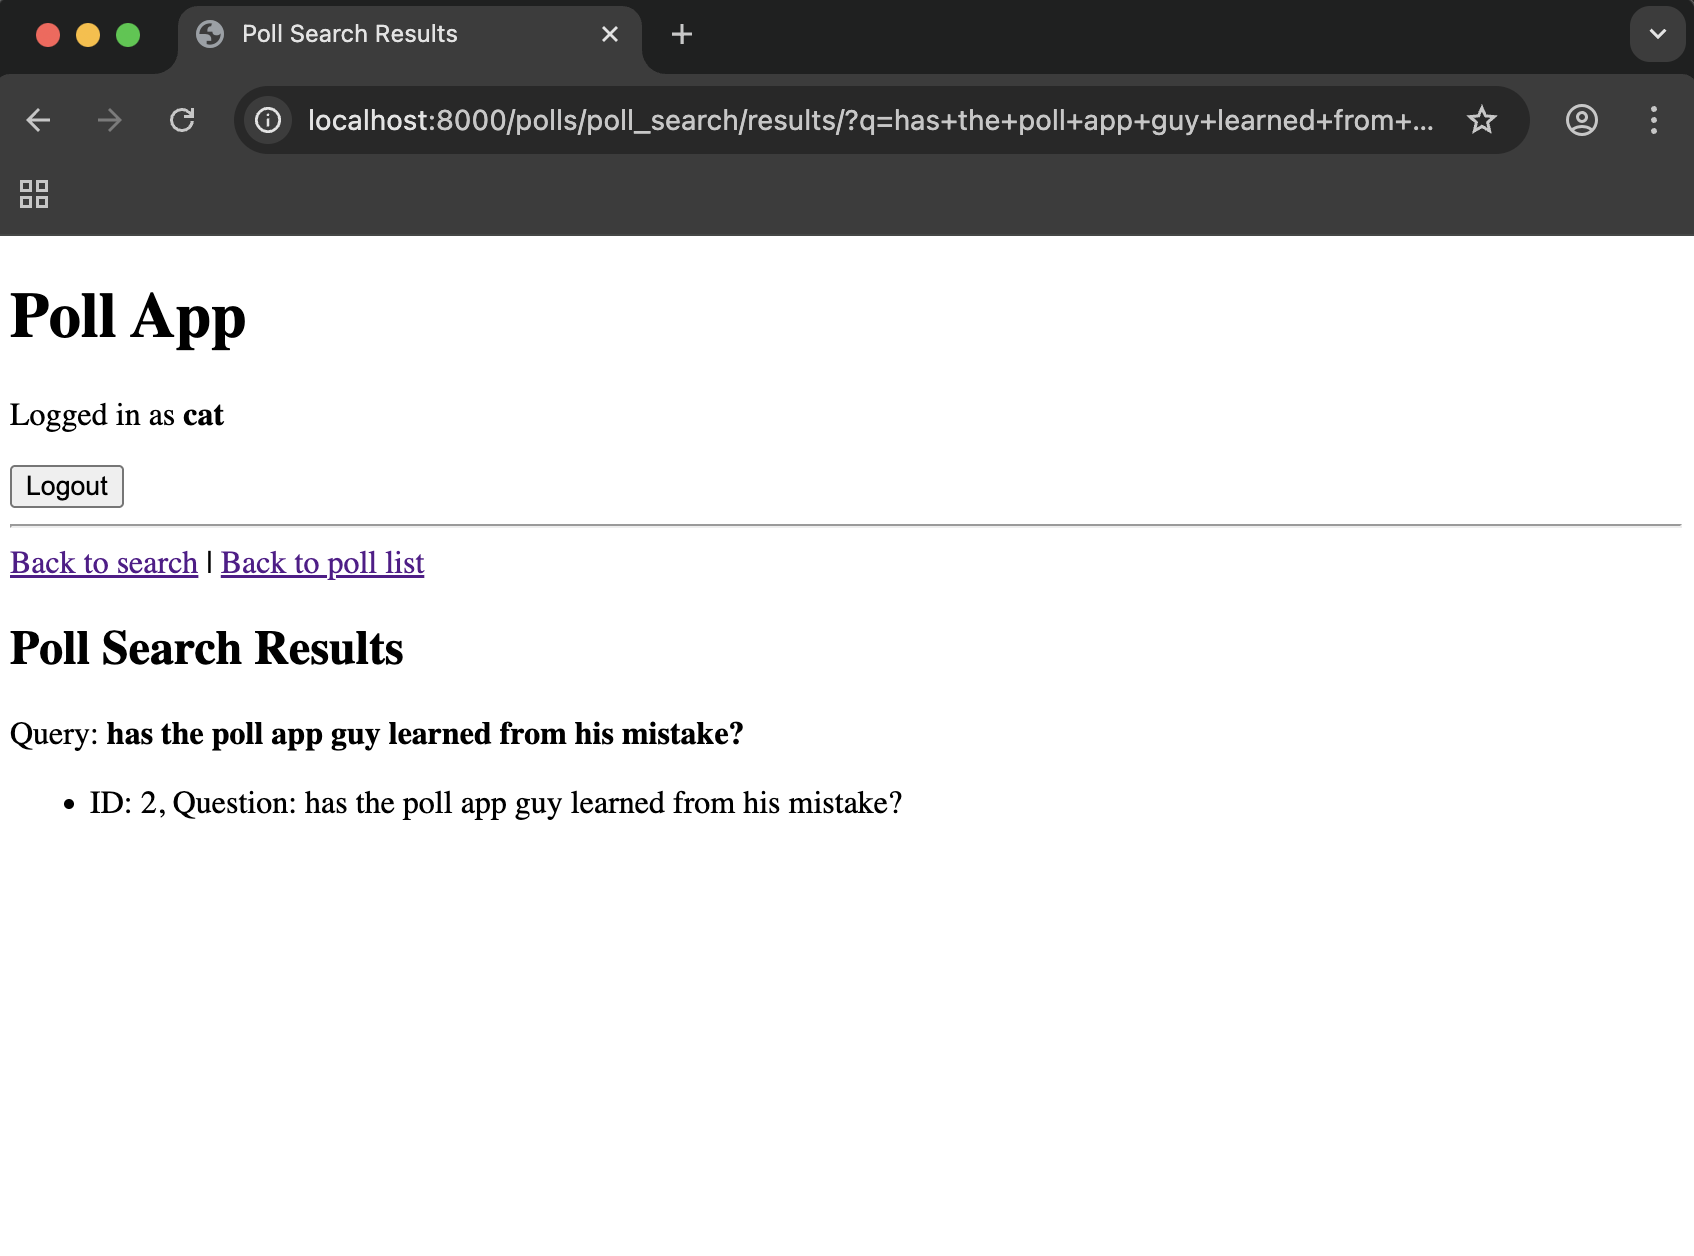 Poll Search Results
localhost:8000/polls/poll_search/results/?q=has+the+poll+app+guy+learned+from+...
Poll App
Logged in as cat
Logout
Back to search | Back to poll list
Poll Search Results
Query: has the poll app guy learned from his mistake?
ID: 2, Question: has the poll app guy learned from his mistake?